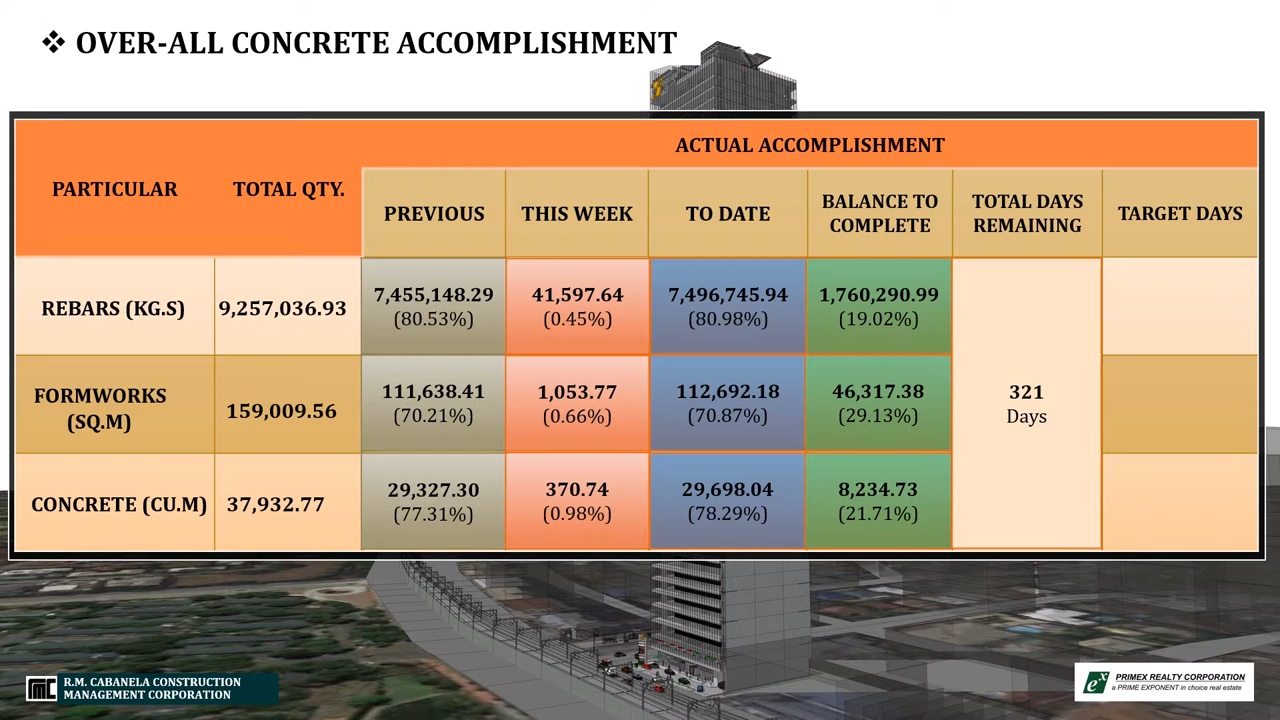 ❖ OVER-ALL CONCRETE ACCOMPLISHMENT
PARTICULAR
TOTAL QTY.
ACTUAL ACCOMPLISHMENT
PREVIOUS
THIS WEEK
TO DATE
BALANCE TO
COMPLETE
TOTAL DAYS
REMAINING
TARGET DAYS
REBARS (KG.S)
9,257,036.93
7,455,148.29
(80.53%)
41,597.64
(0.45%)
7,496,745.94
(80.98%)
1,760,290.99
(19.02%)
FORMWORKS
(SQ.M)
159,009.56
111,638.41
(70.21%)
1,053.77
(0.66%)
112,692.18
(70.87%)
46,317.38
(29.13%)
321
Days
CONCRETE (CU.M)
37,932.77
29,327.30
(77.31%)
370.74
(0.98%)
29,698.04
(78.29%)
8,234.73
(21.71%)
R.M. CABANELA CONSTRUCTION
MANAGEMENT CORPORATION
ex
PRIMEX REALTY CORPORATION
a PRIME EXPONENT in choice real estate